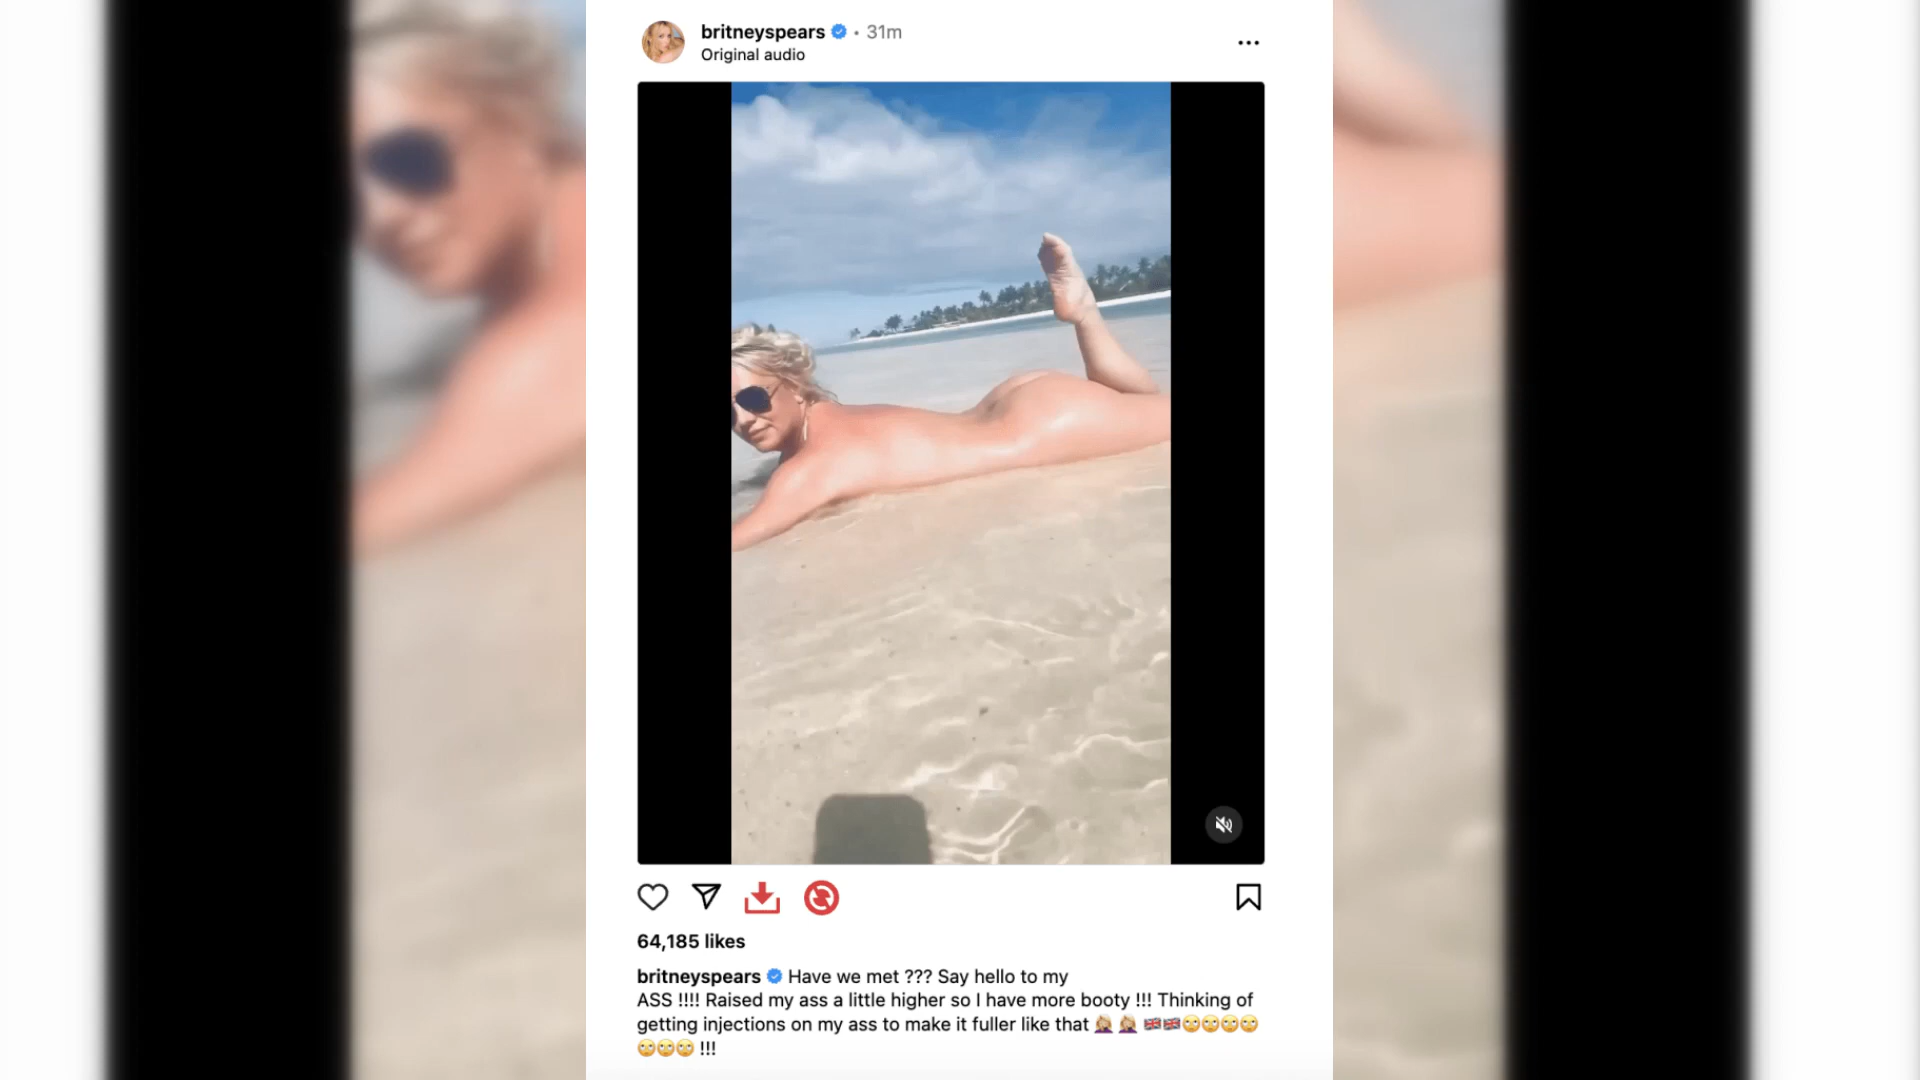 britneyspears • 31m
Original audio
64,185 likes
britneyspears Have we met ??? Say hello to my
ASS !!!! Raised my ass a little higher so I have more booty !!! Thinking of
getting injections on my ass to make it fuller like that 🤦🏼‍♀️🤦🏼‍♀️ 🇬🇧🇬🇧🙄🙄🙄🙄
🙄🙄🙄 !!!